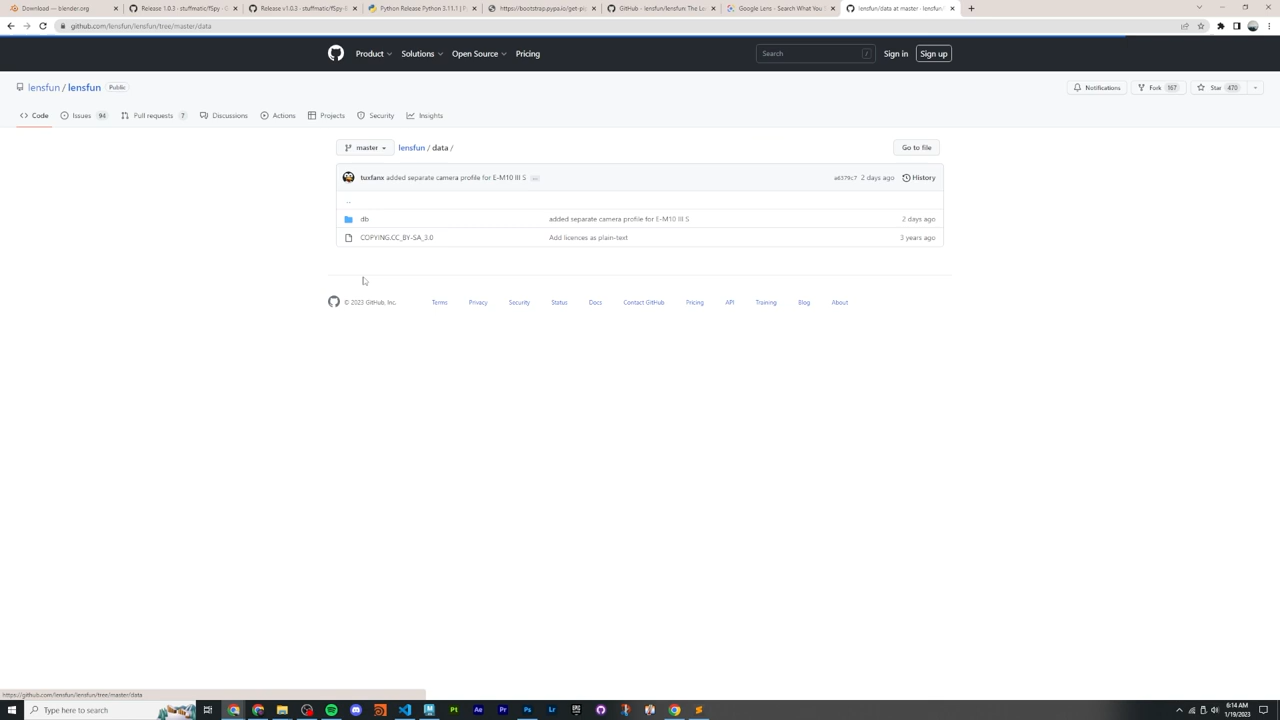 Download — blender.org
Release 1.0.3 · stuffmatic/fSpy · G
Release v1.0.3 · stuffmatic/fSpy-b
Python Release Python 3.11.1 | P
https://bootstrap.pypa.io/get-pi
GitHub - lensfun/lensfun: The Le
Google Lens - Search What You
lensfun/data at master · lensfun/
github.com/lensfun/lensfun/tree/master/data
Product
Solutions
Open Source
Pricing
Search
/
Sign in
Sign up
lensfun / lensfun
Public
Notifications
Fork 167
Star 470
Code
Issues 94
Pull requests 7
Discussions
Actions
Projects
Security
Insights
master
lensfun / data /
Go to file
tuxfanx added separate camera profile for E-M10 III S ...
a6379c7 2 days ago
History
..
db
added separate camera profile for E-M10 III S
2 days ago
COPYING.CC_BY-SA_3.0
Add licences as plain-text
3 years ago
© 2023 GitHub, Inc.
Terms
Privacy
Security
Status
Docs
Contact GitHub
Pricing
API
Training
Blog
About
https://github.com/lensfun/lensfun/tree/master/data
Type here to search
Pt
Ae
Pr
Ps
Lr
6:14 AM
1/19/2023